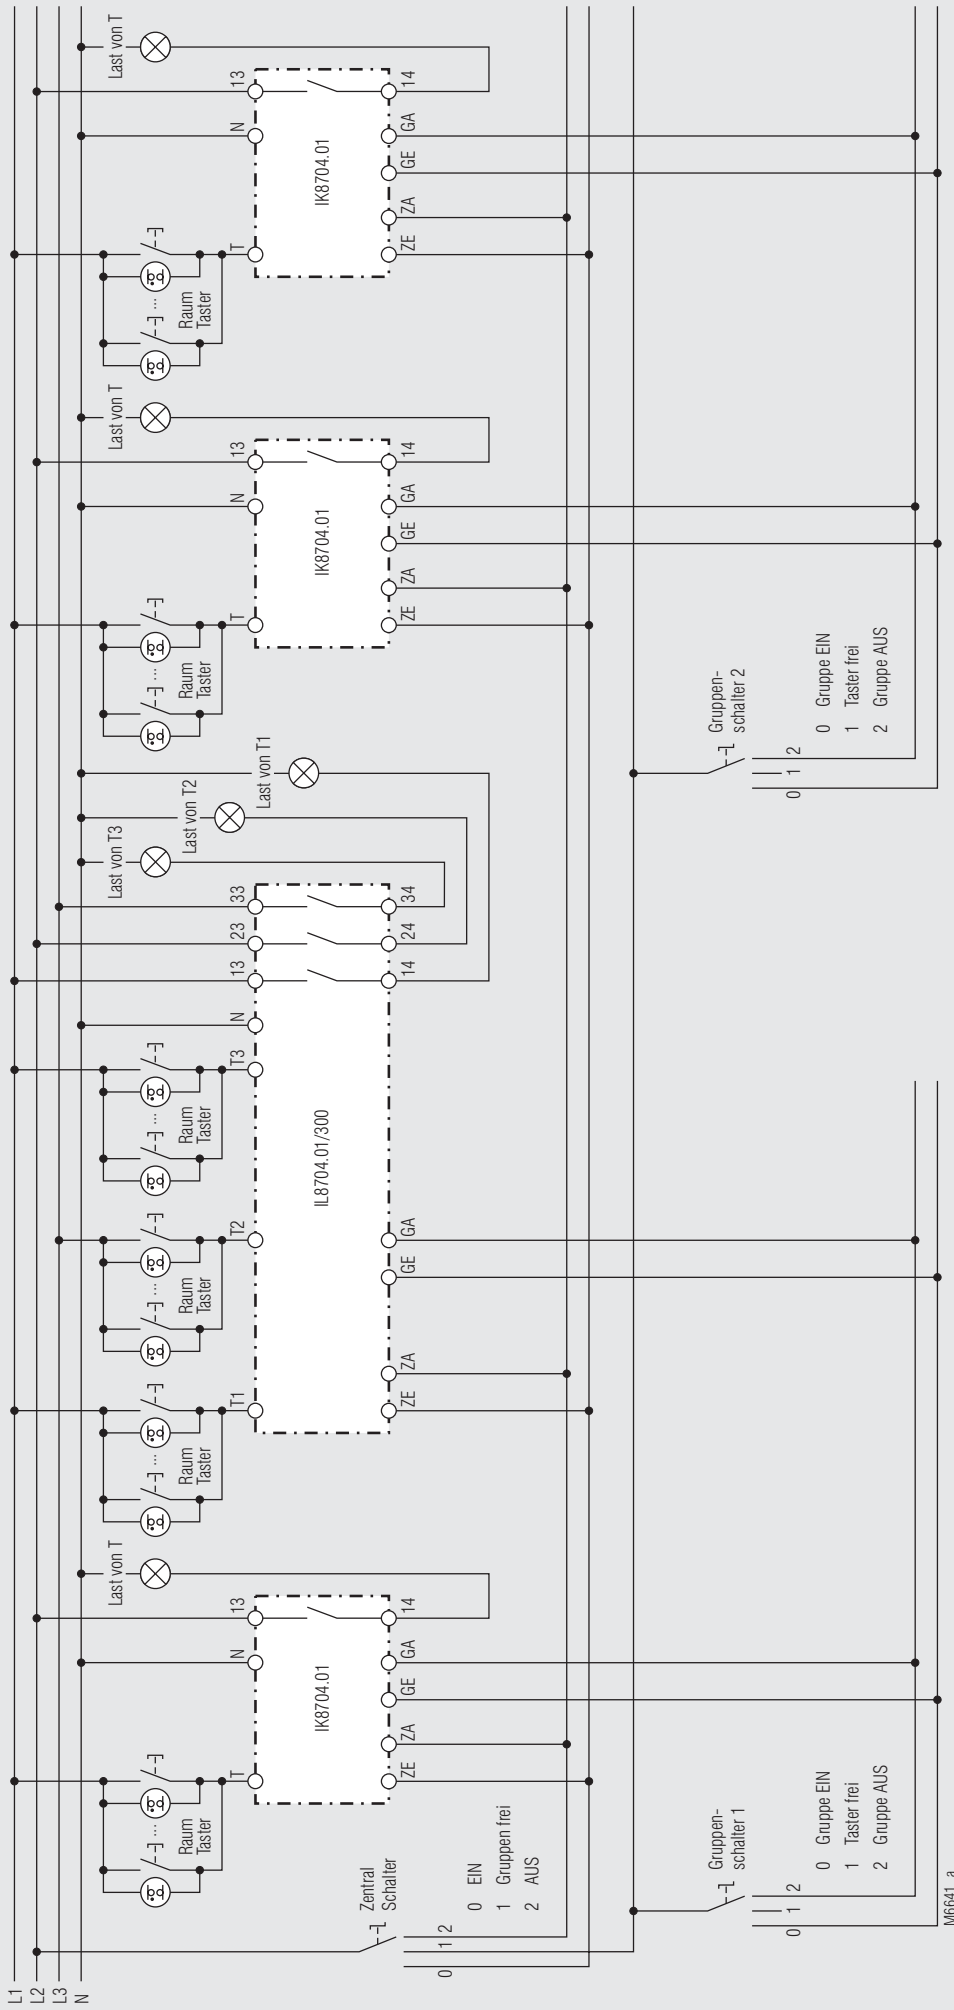 L1
L2
L3
N
Zentral
Schalter
0 1 2
0 EIN
1 Gruppen frei
2 AUS
Raum
Taster
...
T
N
13
Last von T
IK8704.01
ZE
ZA
GE
GA
14
Raum
Taster
...
T1
Raum
Taster
...
T2
Raum
Taster
...
T3
N
13
23
33
Last von T3
Last von T2
Last von T1
IL8704.01/300
ZE
ZA
GE
GA
14
24
34
Raum
Taster
...
T
N
13
Last von T
IK8704.01
ZE
ZA
GE
GA
14
Raum
Taster
...
T
N
13
Last von T
IK8704.01
ZE
ZA
GE
GA
14
Gruppen-
schalter 1
0 1 2
0 Gruppe EIN
1 Taster frei
2 Gruppe AUS
Gruppen-
schalter 2
0 1 2
0 Gruppe EIN
1 Taster frei
2 Gruppe AUS
M6641_a